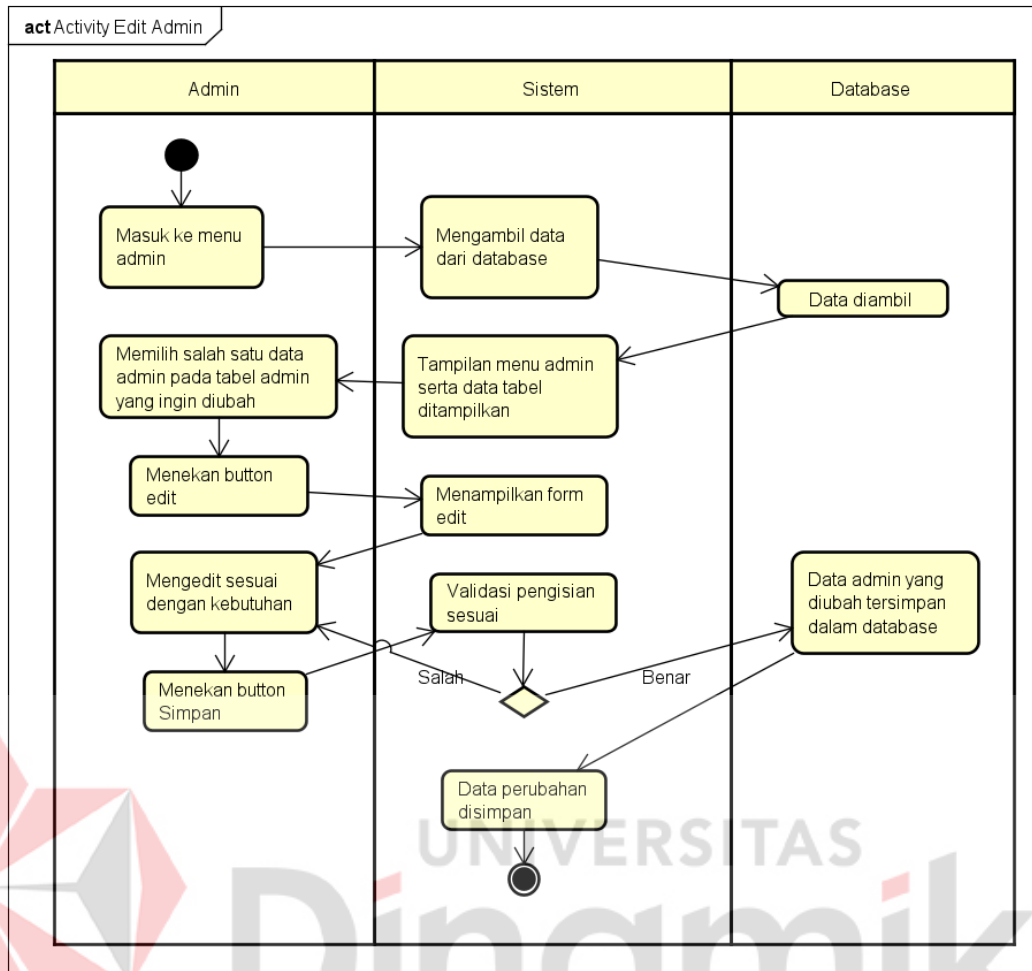 act Activity Edit Admin
Admin
Sistem
Database
Masuk ke menu
admin
Mengambil data
dari database
Data diambil
Memilih salah satu data
admin pada tabel admin
yang ingin diubah
Tampilan menu admin
serta data tabel
ditampilkan
Menekan button
edit
Menampilkan form
edit
Mengedit sesuai
dengan kebutuhan
Validasi pengisian
sesuai
Data admin yang
diubah tersimpan
dalam database
Salah
Benar
Menekan button
Simpan
Data perubahan
disimpan
UNIVERSITAS
Dinamik